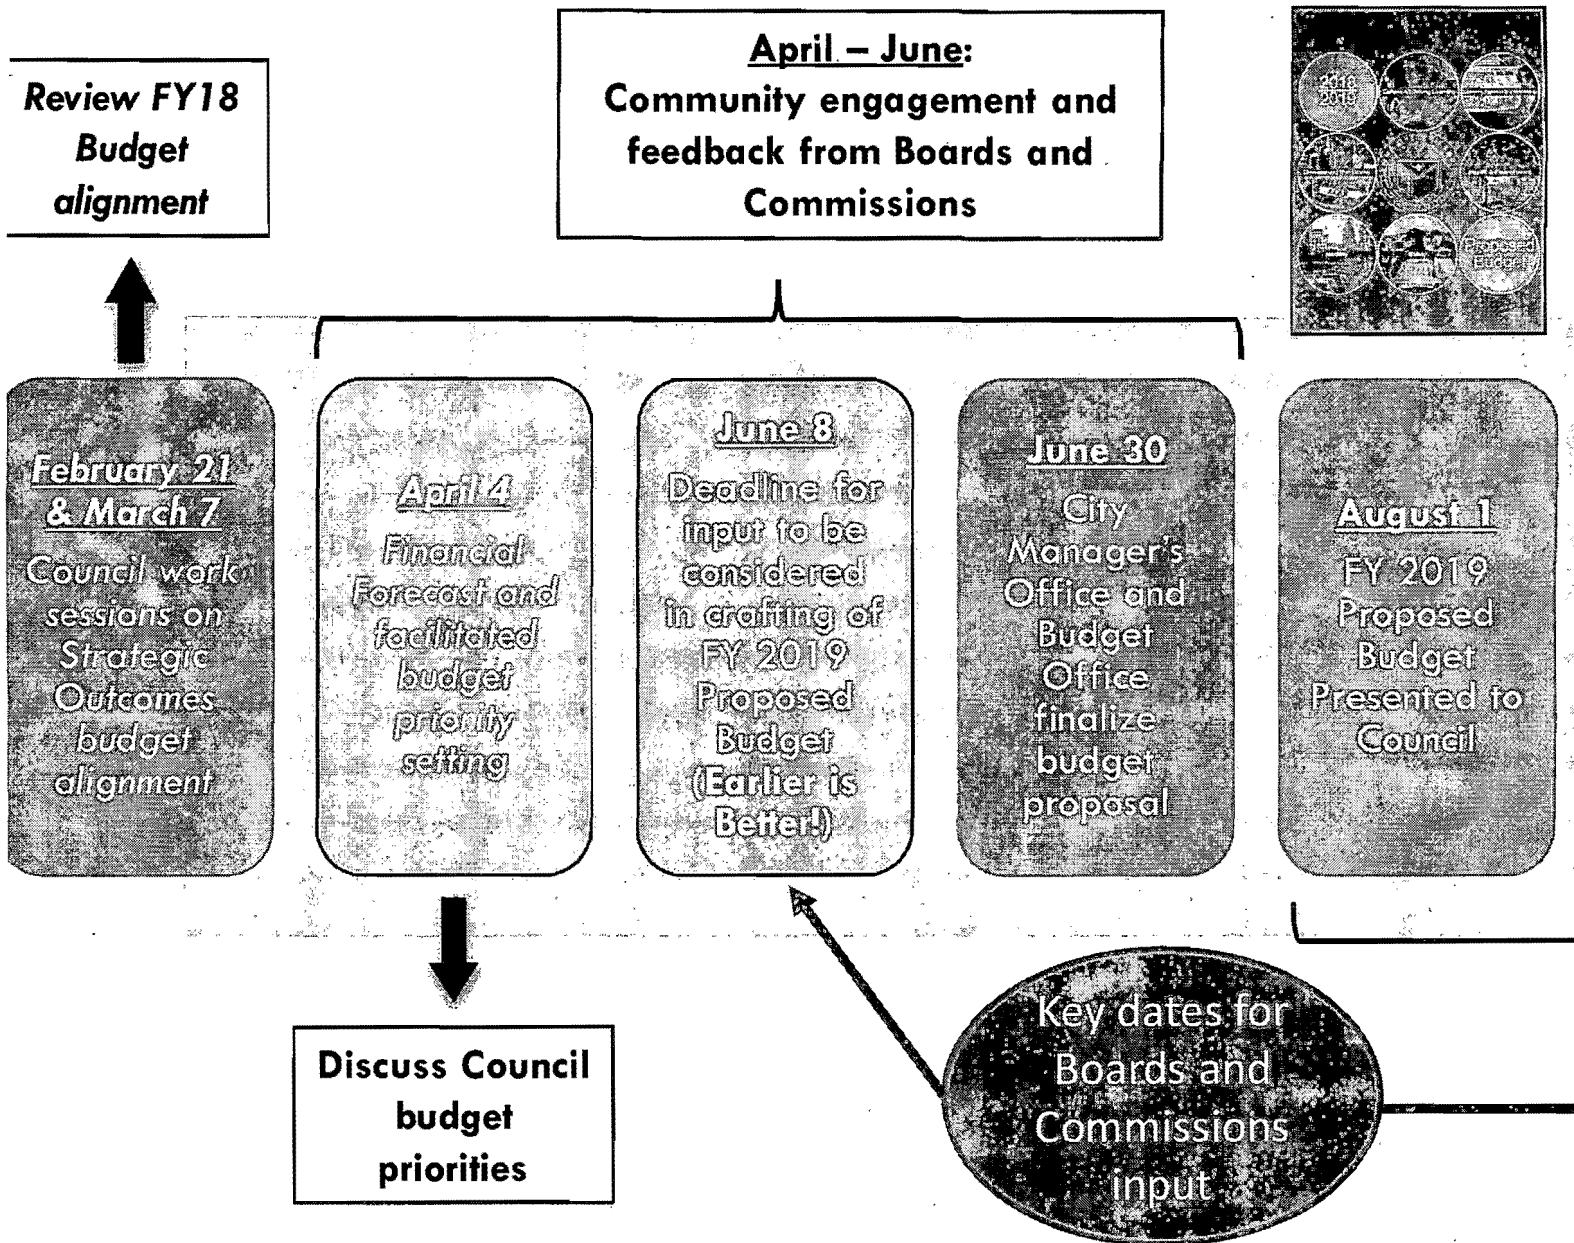 April – June:
Community engagement and
feedback from Boards and
Commissions
Review FY18
Budget
alignment
2018
2019
Proposed
Budget
February 21
& March 7
Council work
sessions on
Strategic
Outcomes
budget
alignment
April 4
Financial
Forecast and
facilitated
budget
priority
setting
June 8
Deadline for
input to be
considered
in crafting of
FY 2019
Proposed
Budget
(Earlier is
Better!)
June 30
City
Manager's
Office and
Budget
Office
finalize
budget
proposal
August 1
FY 2019
Proposed
Budget
Presented to
Council
Discuss Council
budget
priorities
Key dates for
Boards and
Commissions
input